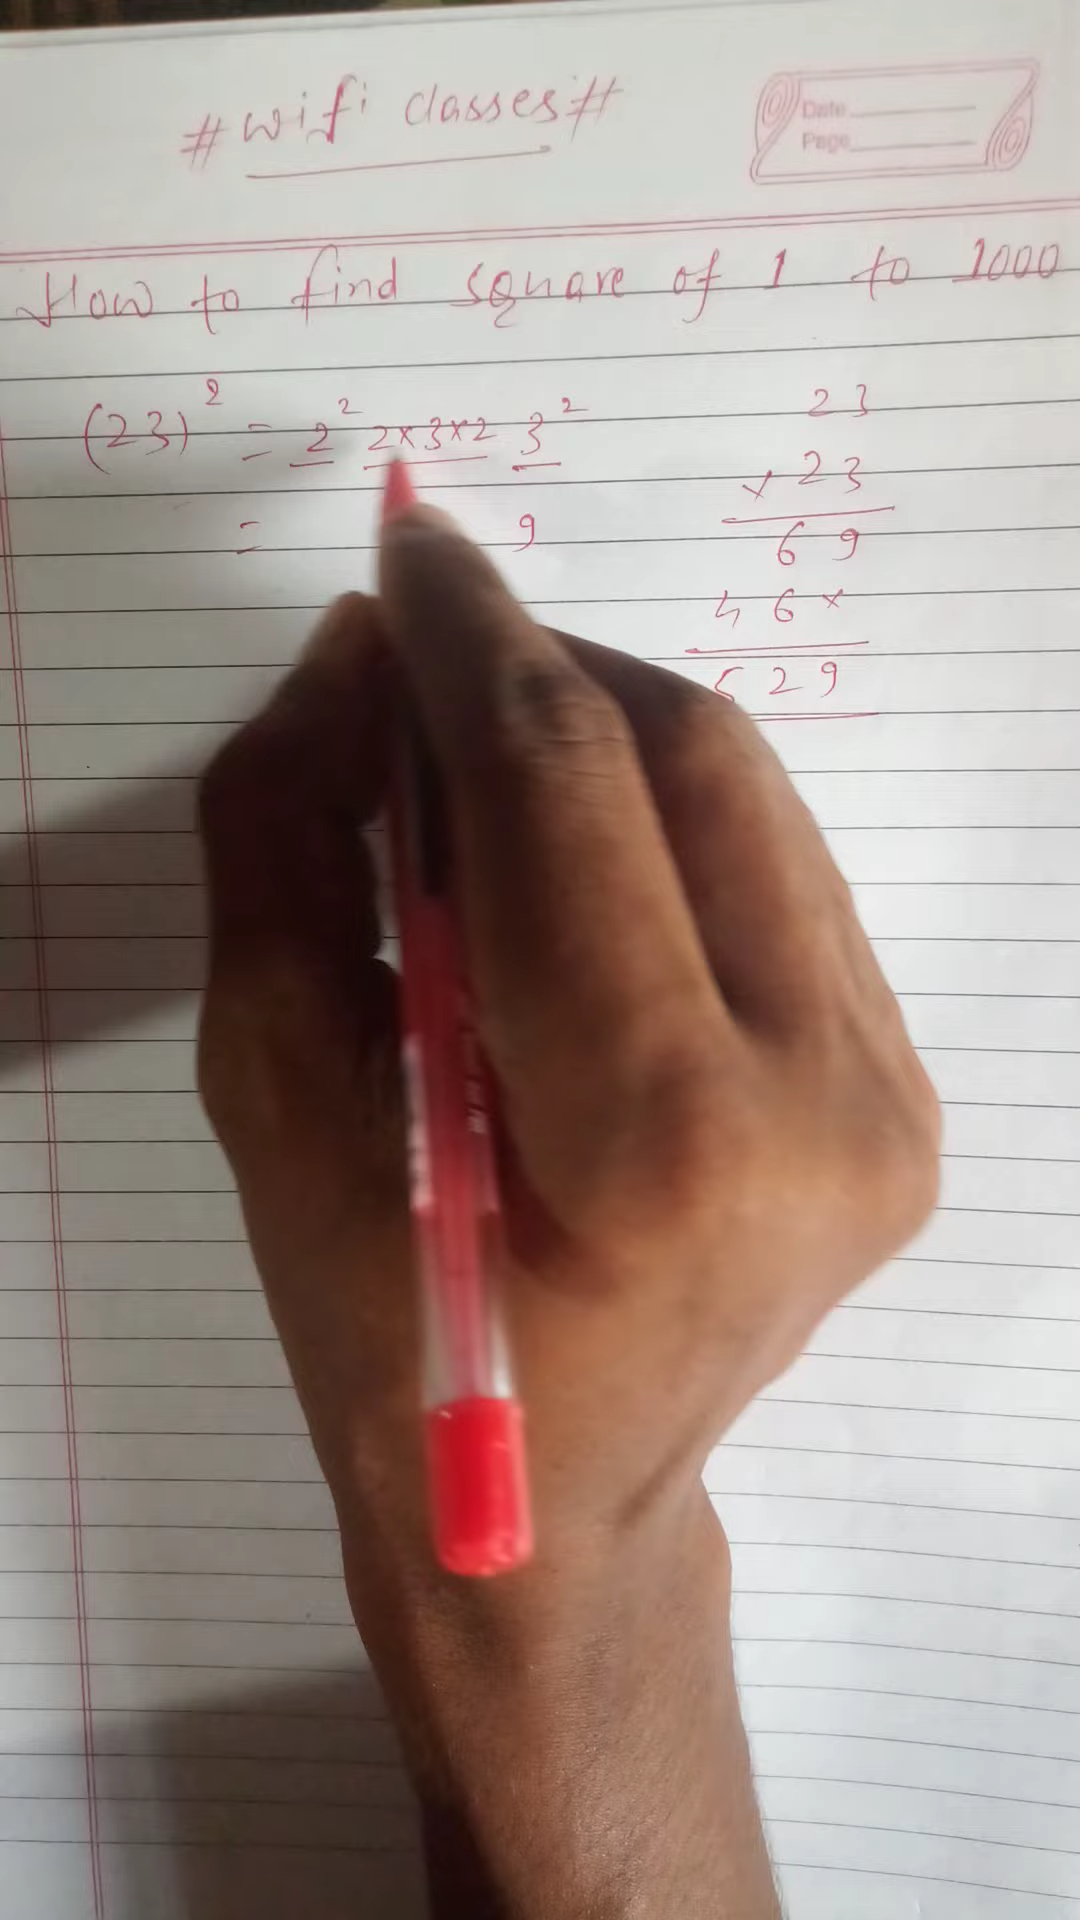 #wifi classes#
Date
Page
How to find square of 1 to 1000
(23)² = 2² 2×3×2 3²
= 9
23
×23
69
46×
529